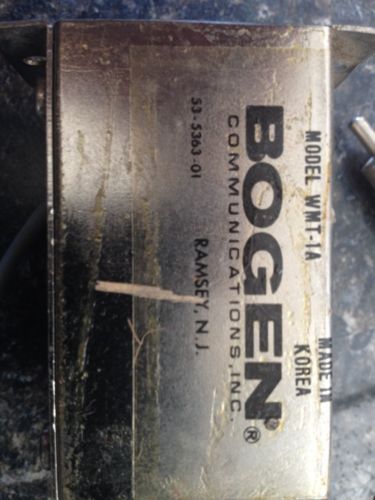 MODEL WMT-1A
MADE IN
KOREA
BOGEN®
COMMUNICATIONS, INC.
53-5363-01
RAMSEY, N.J.